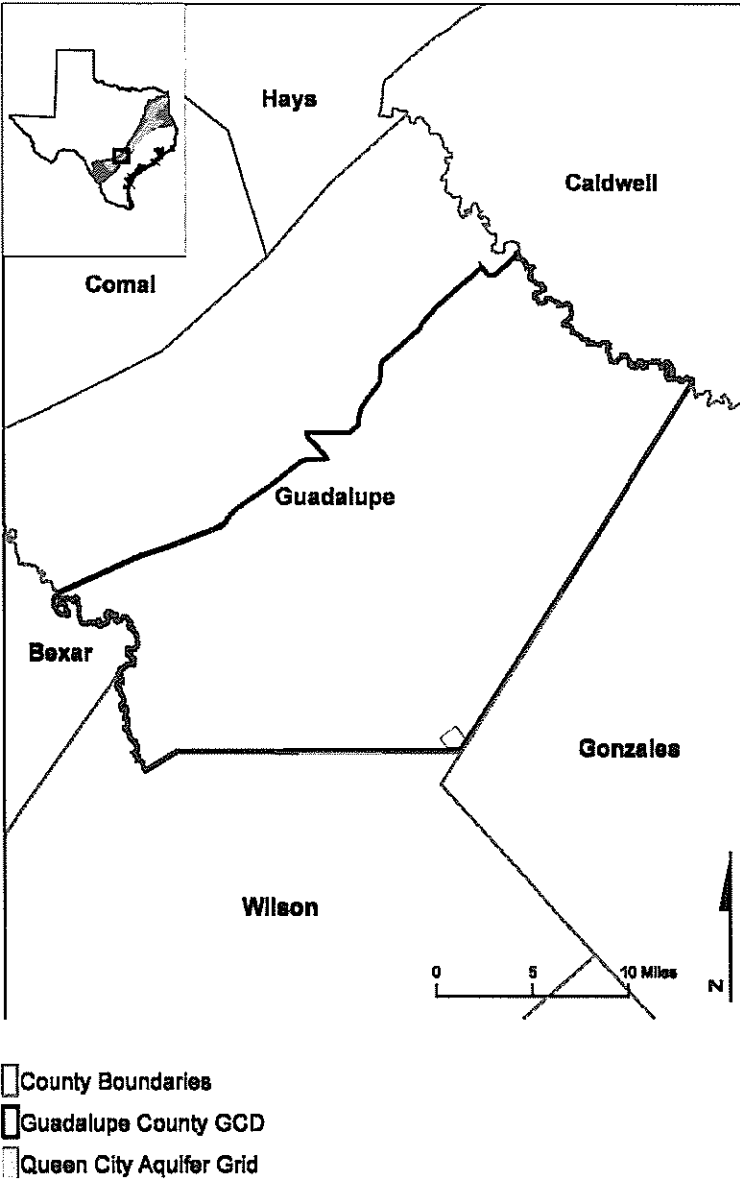 Hays
Caldwell
Comal
Guadalupe
Bexar
Gonzales
Wilson
0 5 10 Miles
N
County Boundaries
Guadalupe County GCD
Queen City Aquifer Grid